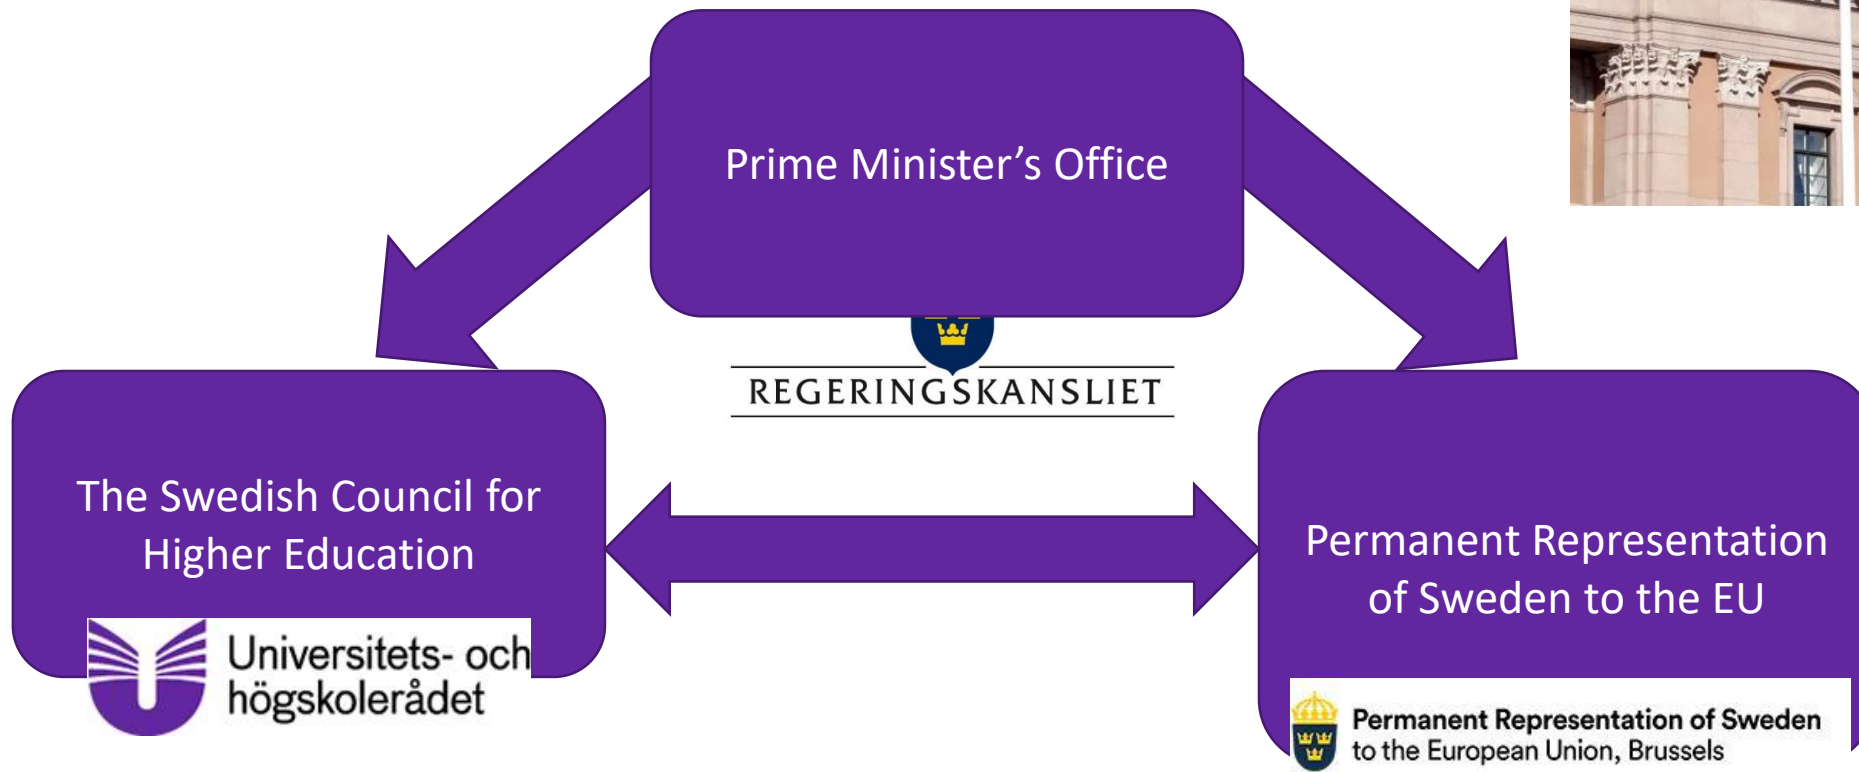 Prime Minister’s Office
REGERINGSKANSLIET
The Swedish Council for
Higher Education
Universitets- och
högskolerådet
Permanent Representation
of Sweden to the EU
Permanent Representation of Sweden
to the European Union, Brussels